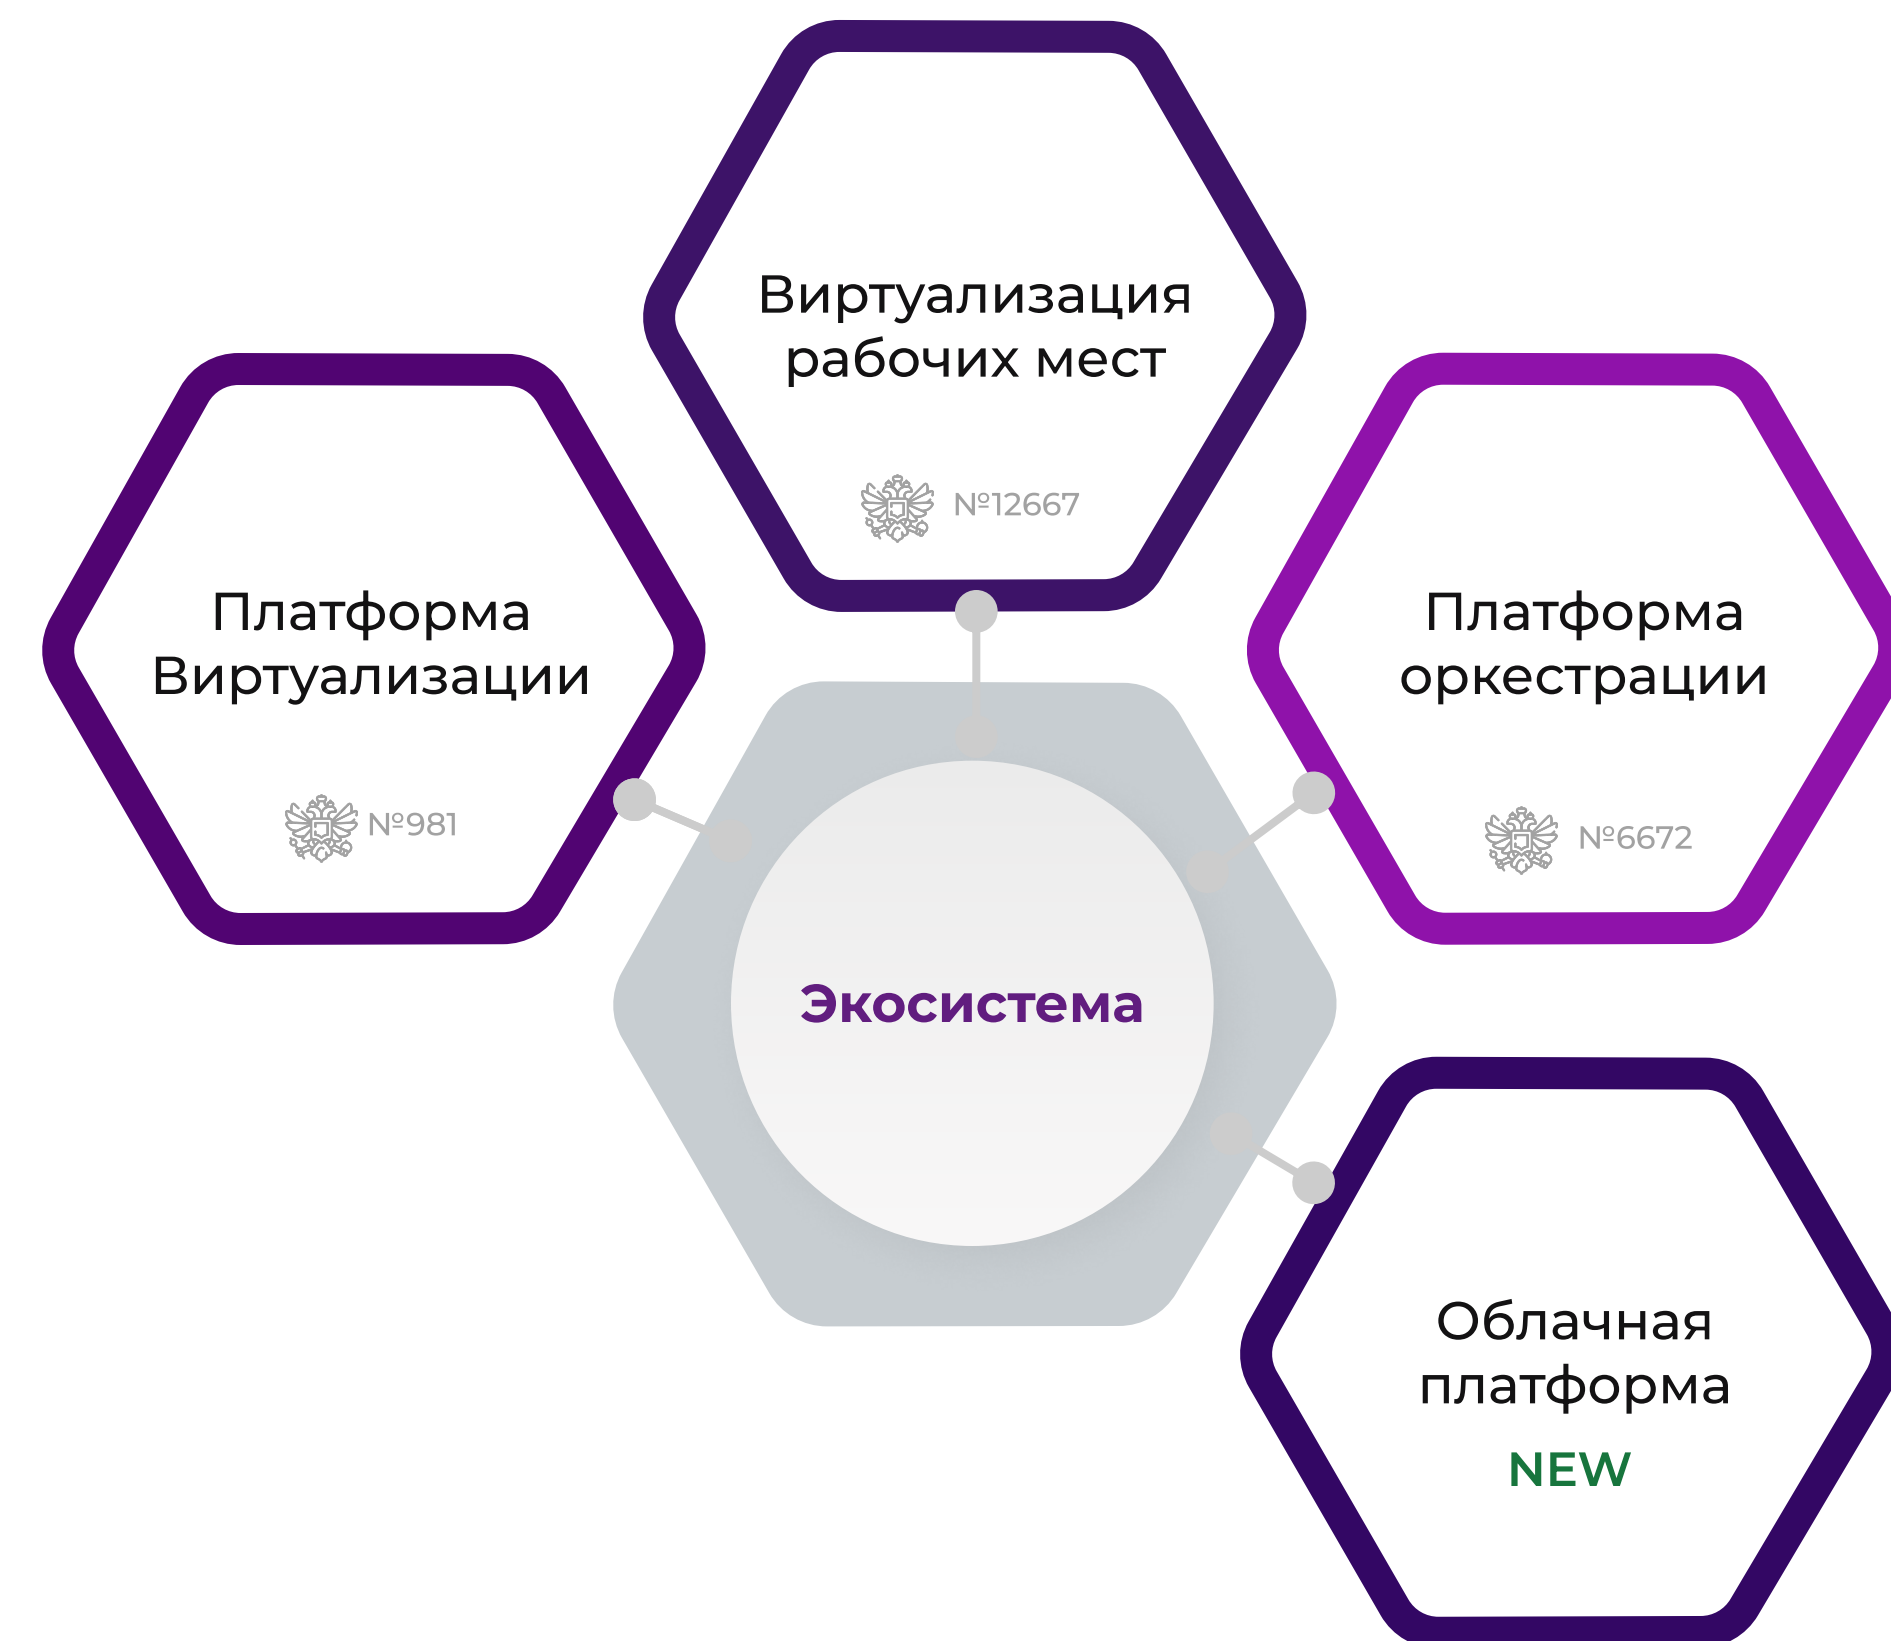 Виртуализация
рабочих мест
№12667
Платформа
Виртуализации
№981
Платформа
оркестрации
№6672
Экосистема
Облачная
платформа
NEW